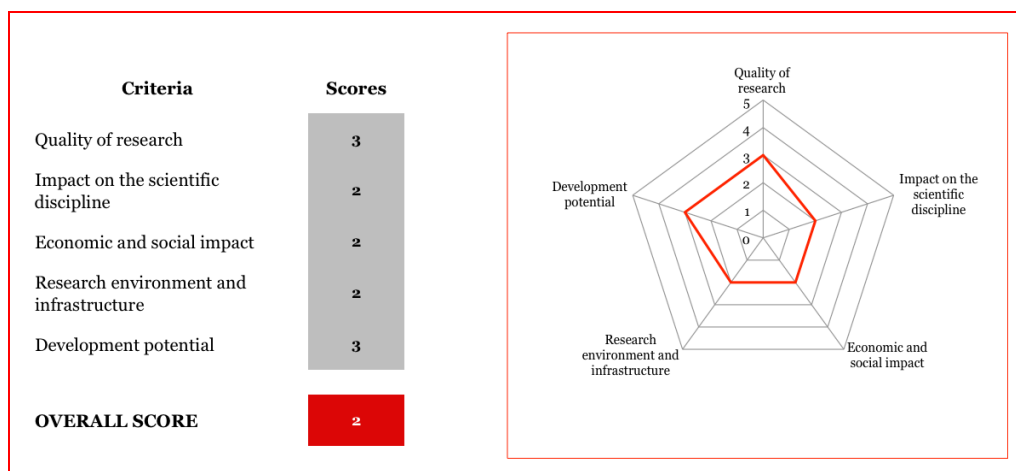 Criteria Scores
Quality of research 3
Impact on the scientific
discipline 2
Economic and social impact 2
Research environment and
infrastructure 2
Development potential 3
OVERALL SCORE 2
Quality of
research
5
4
3
2
1
0
Impact on the
scientific
discipline
Economic and
social impact
Research
environment and
infrastructure
Development
potential